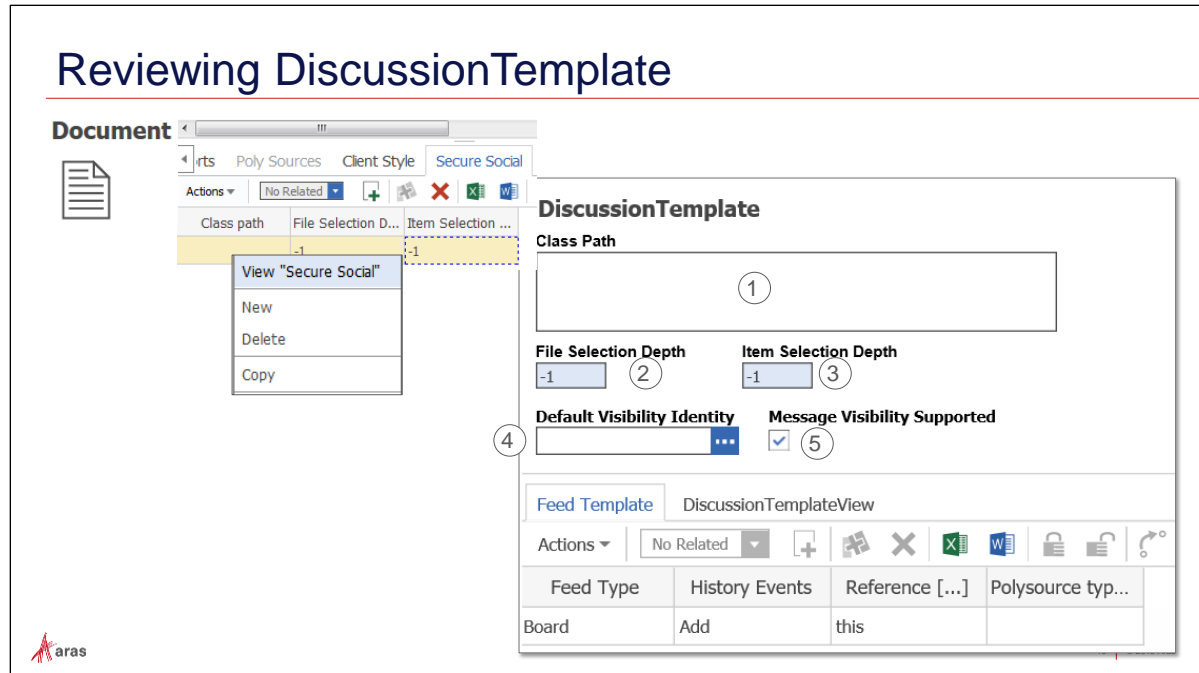 Reviewing DiscussionTemplate
Document
rts Poly Sources Client Style Secure Social
Actions No Related
Class path File Selection D... Item Selection ...
-1 -1
View "Secure Social"
New
Delete
Copy
DiscussionTemplate
Class Path
1
File Selection Depth Item Selection Depth
-1 2 -1 3
Default Visibility Identity Message Visibility Supported
4 ... 5
Feed Template DiscussionTemplateView
Actions No Related
Feed Type History Events Reference [...] Polysource typ...
Board Add this
aras